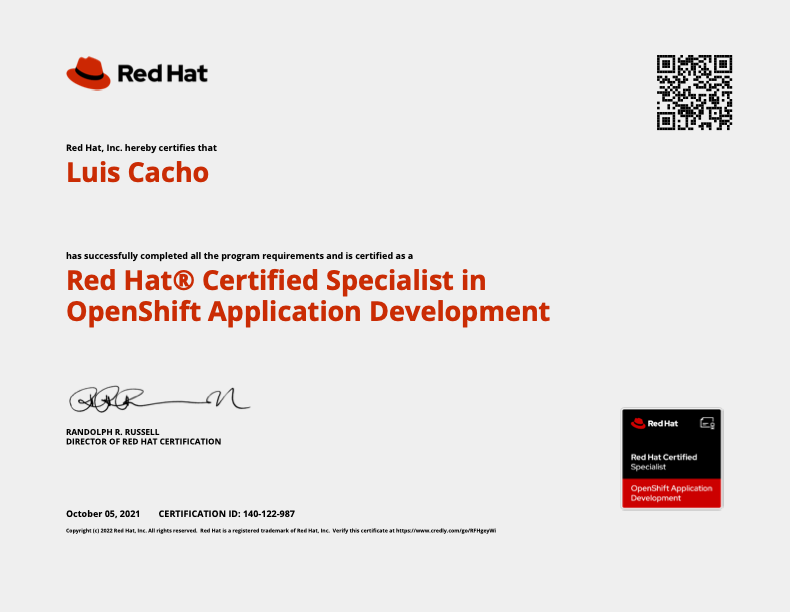 Red Hat
Red Hat, Inc. hereby certifies that
Luis Cacho
has successfully completed all the program requirements and is certified as a
Red Hat® Certified Specialist in
OpenShift Application Development
RANDOLPH R. RUSSELL
DIRECTOR OF RED HAT CERTIFICATION
Red Hat
Red Hat Certified
Specialist
OpenShift Application
Development
October 05, 2021 CERTIFICATION ID: 140-122-987
Copyright (c) 2022 Red Hat, Inc. All rights reserved. Red Hat is a registered trademark of Red Hat, Inc. Verify this certificate at https://www.credly.com/go/RFHgeyWi